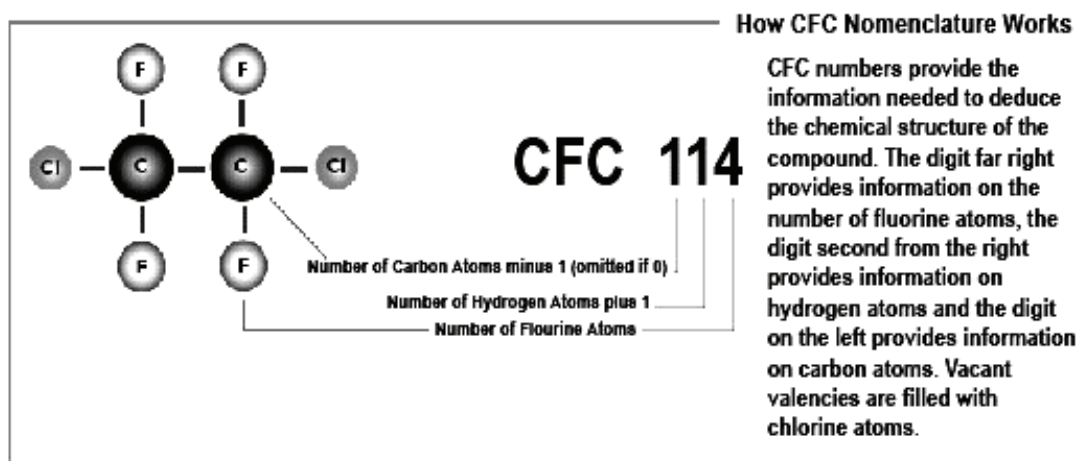 How CFC Nomenclature Works
F F
Cl C C Cl
F F
CFC 114
Number of Carbon Atoms minus 1 (omitted if 0)
Number of Hydrogen Atoms plus 1
Number of Flourine Atoms
CFC numbers provide the
information needed to deduce
the chemical structure of the
compound. The digit far right
provides information on the
number of fluorine atoms, the
digit second from the right
provides information on
hydrogen atoms and the digit
on the left provides information
on carbon atoms. Vacant
valencies are filled with
chlorine atoms.